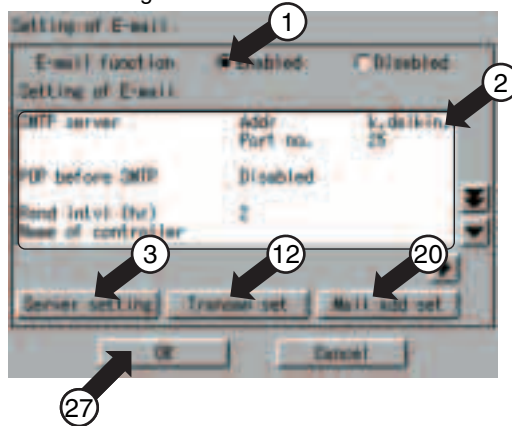 Setting of E-mail
1
E-mail function Enabled Disabled
Setting of E-mail
2
SMTP server Addr k.daikin.
Port no. 25
POP before SMTP Disabled
Resend intvl (hr) 2
Name of controller
3 12 20
Server setting Transmn set Mail add set
OK Cancel
27